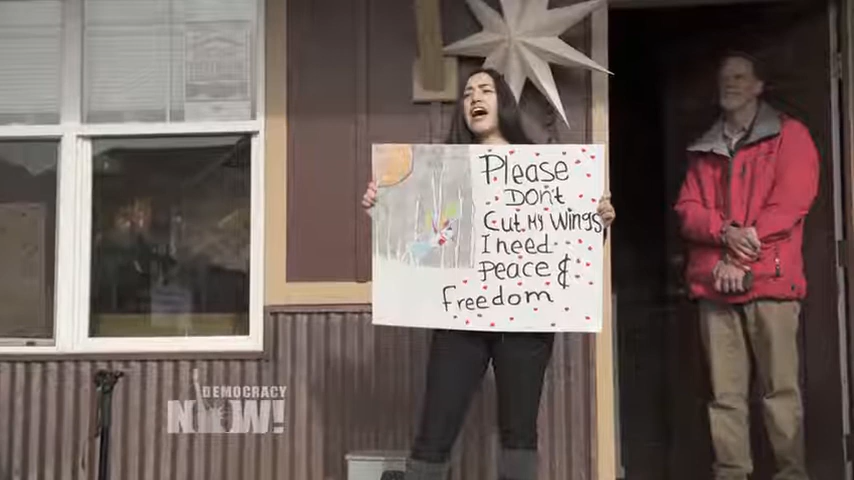 Please
DON't
CUt My WINgs
I NEED
PEACE &
FREEDOM
DEMOCRACY
NOW!